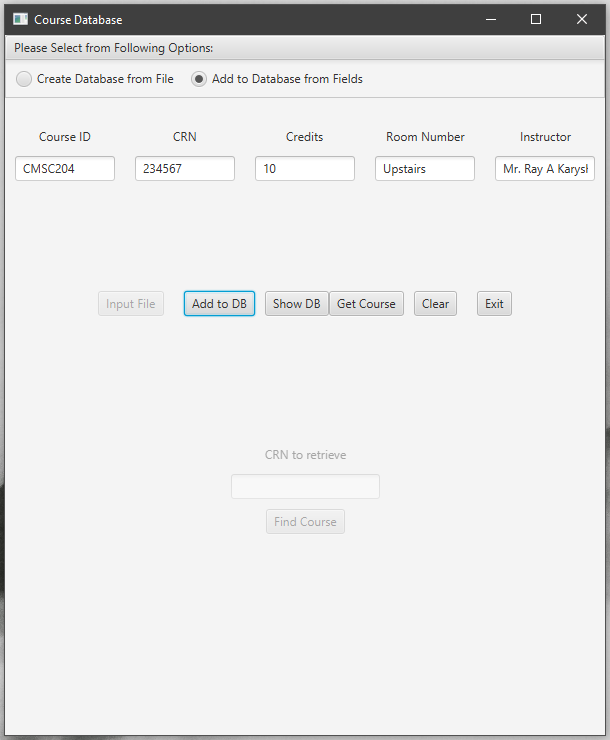 Course Database
Please Select from Following Options:
Create Database from File Add to Database from Fields
Course ID CRN Credits Room Number Instructor
CMSC204 234567 10 Upstairs Mr. Ray A
Input File Add to DB Show DB Get Course Clear Exit
CRN to retrieve
Find Course